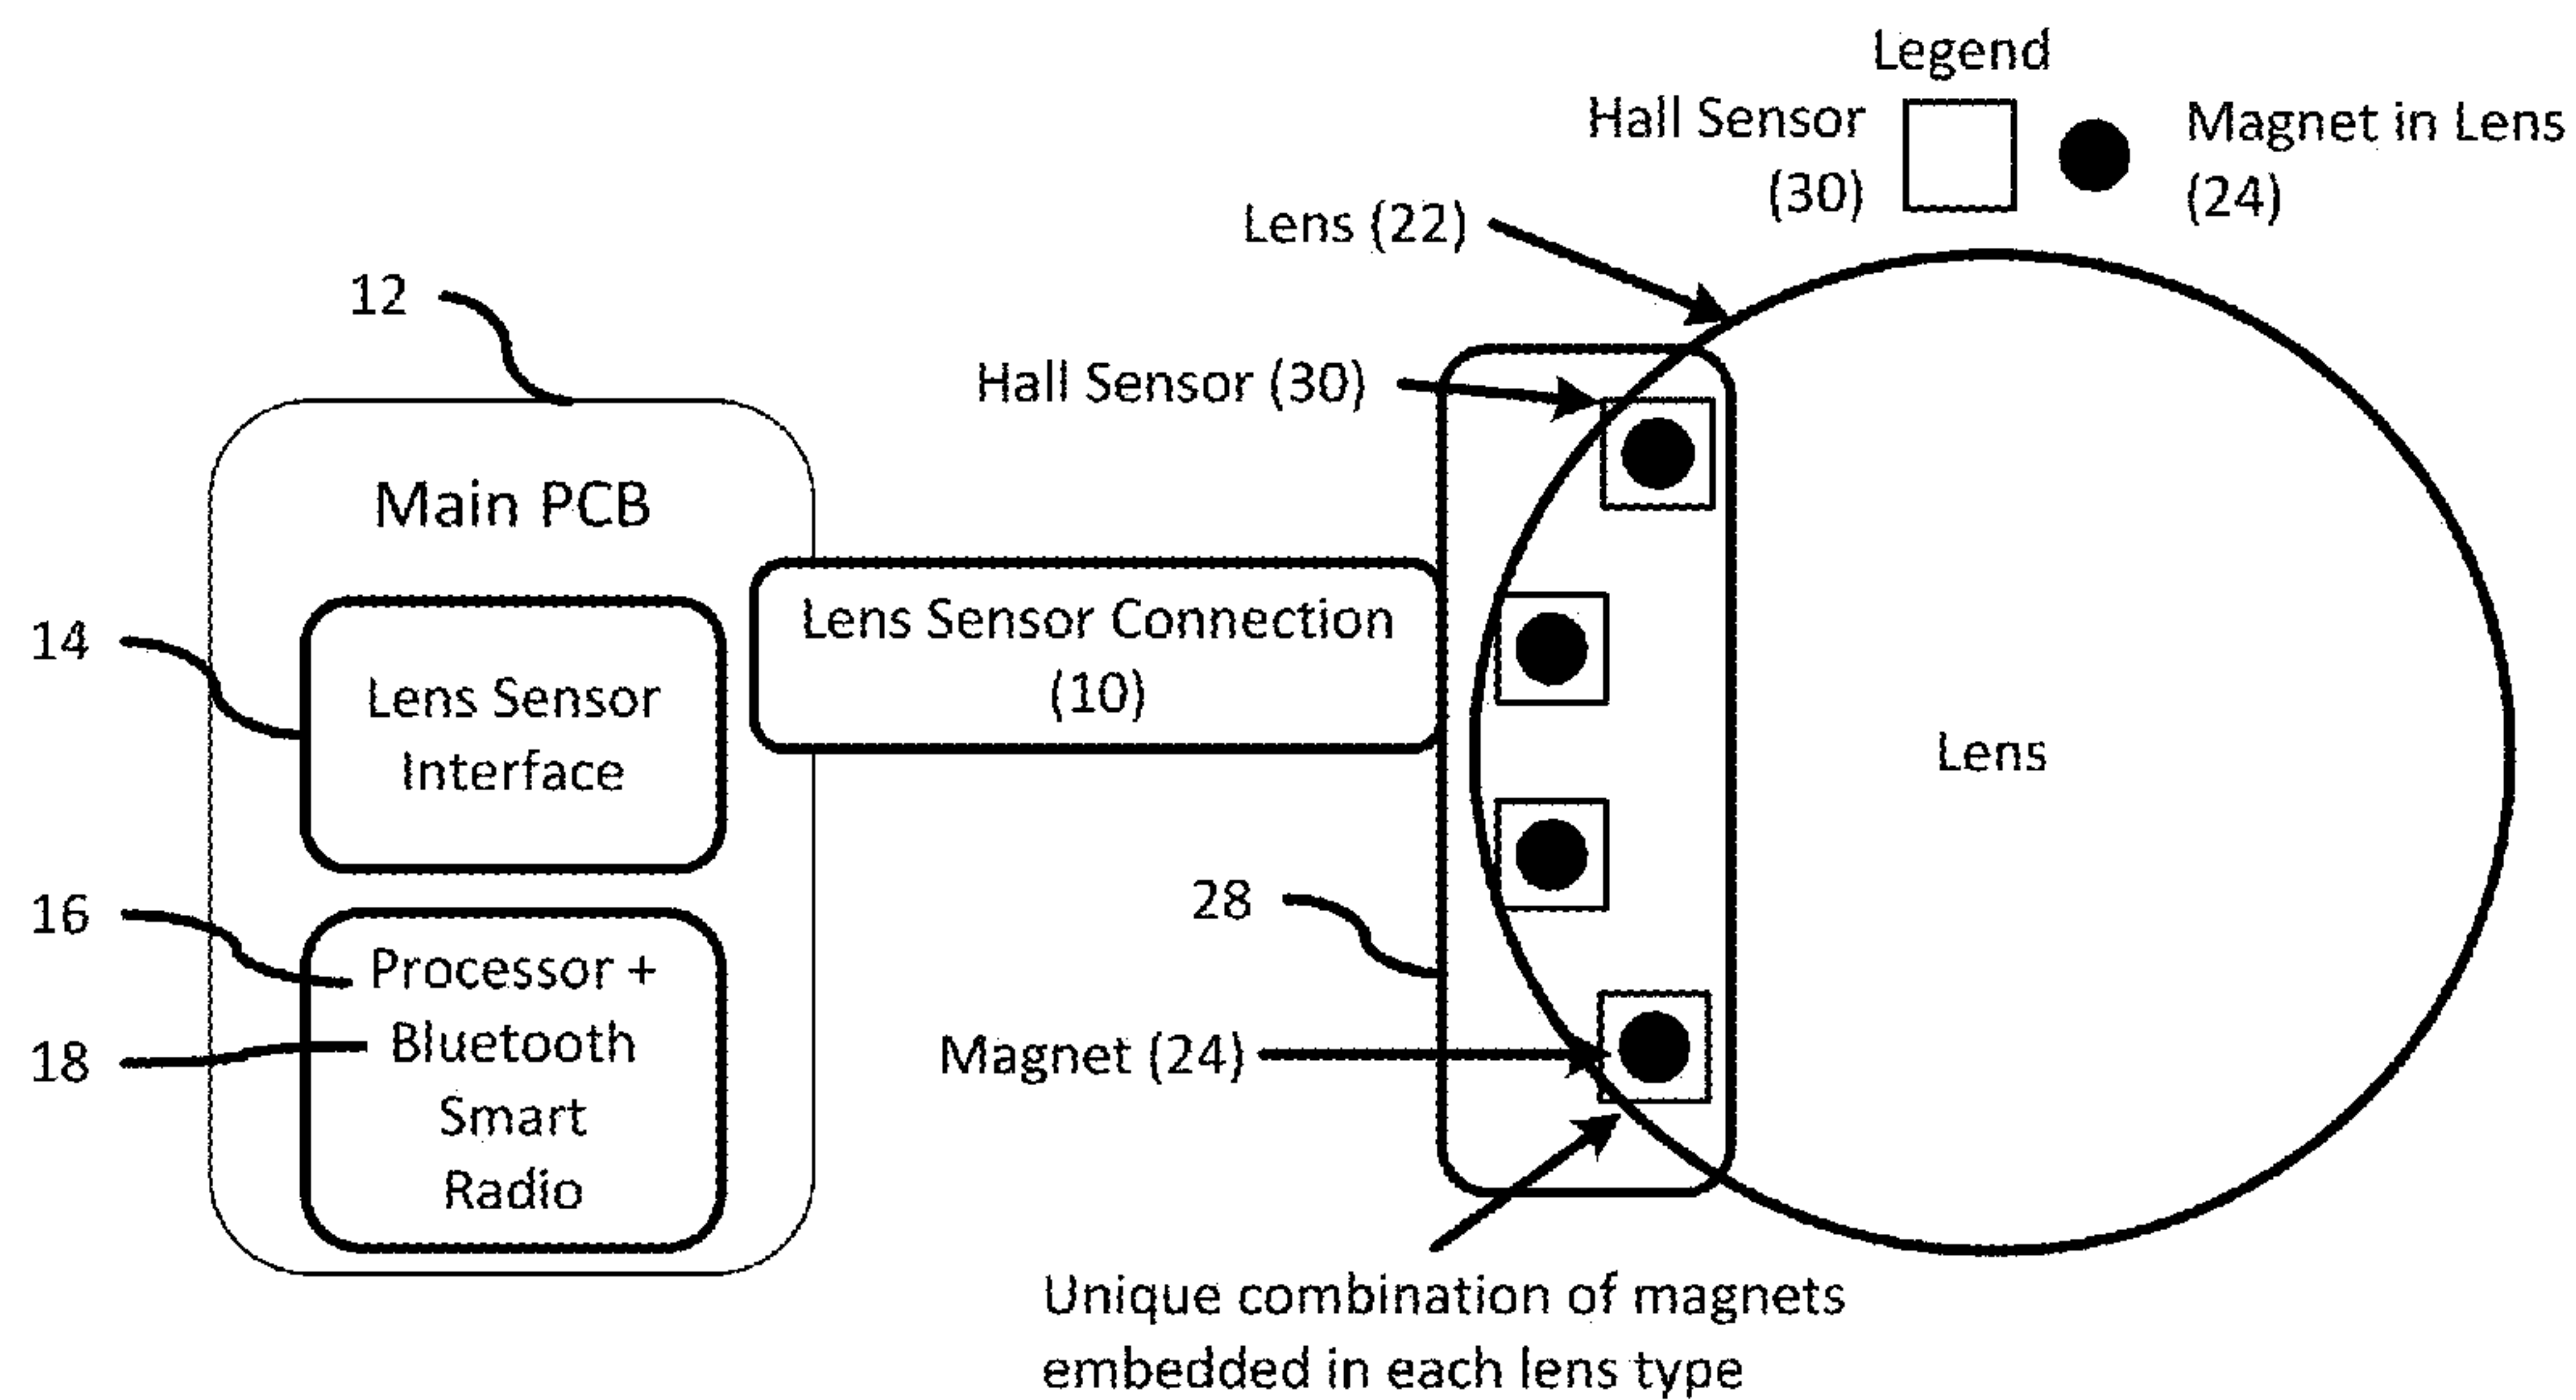 Legend
Hall Sensor
(30)
Magnet in Lens
(24)
Lens (22)
12
Hall Sensor (30)
Main PCB
Lens Sensor Connection
(10)
14
Lens Sensor
Interface
Lens
16
Processor +
28
18
Bluetooth
Smart
Radio
Magnet (24)
Unique combination of magnets
embedded in each lens type